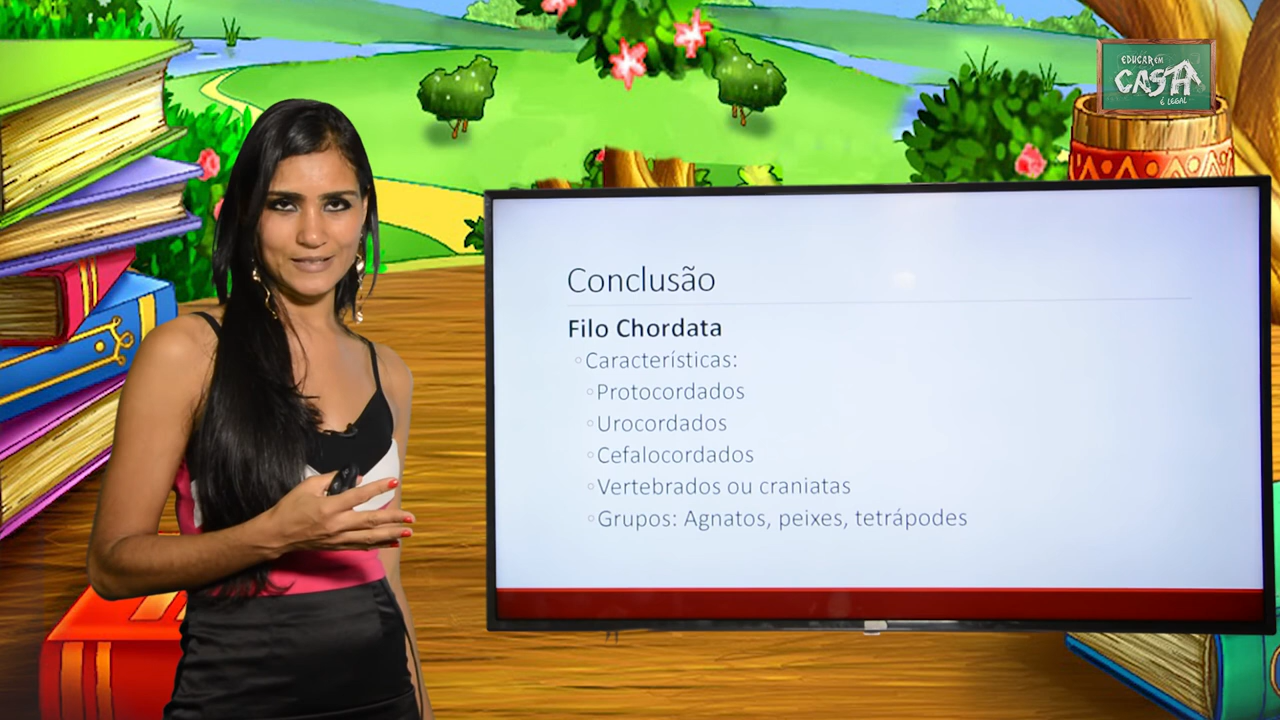 EDUCAR EM
CASA
É LEGAL
Conclusão
Filo Chordata
Características:
Protocordados
Urocordados
Cefalocordados
Vertebrados ou craniatas
Grupos: Agnatos, peixes, tetrápodes